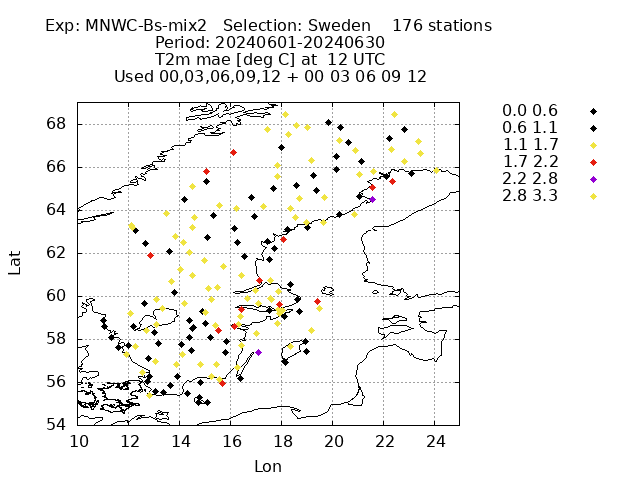 Exp: MNWC-Bs-mix2 Selection: Sweden 176 stations
Period: 20240601-20240630
T2m mae [deg C] at 12 UTC
Used 00,03,06,09,12 + 00 03 06 09 12
0.0 0.6
0.6 1.1
1.1 1.7
1.7 2.2
2.2 2.8
2.8 3.3
68
66
64
62
60
58
56
54
Lat
10 12 14 16 18 20 22 24
Lon